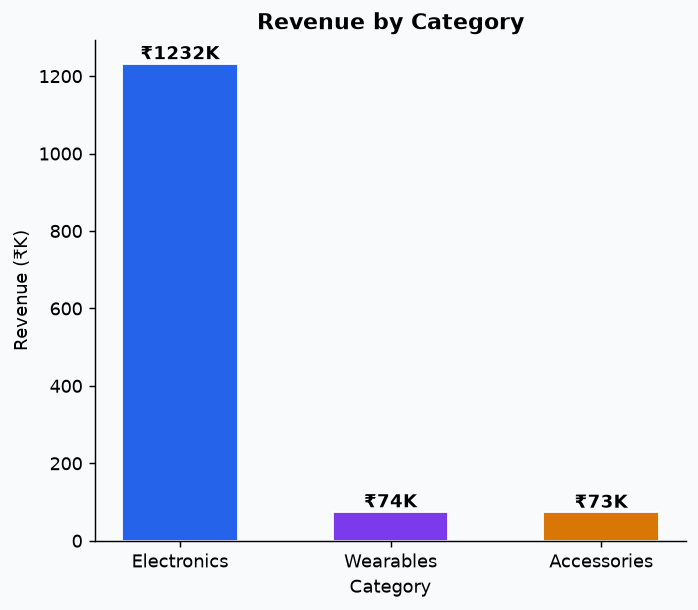 Revenue by Category
₹1232K
1200
1000
800
600
400
200
0
Revenue (₹K)
₹74K
₹73K
Electronics
Wearables
Accessories
Category